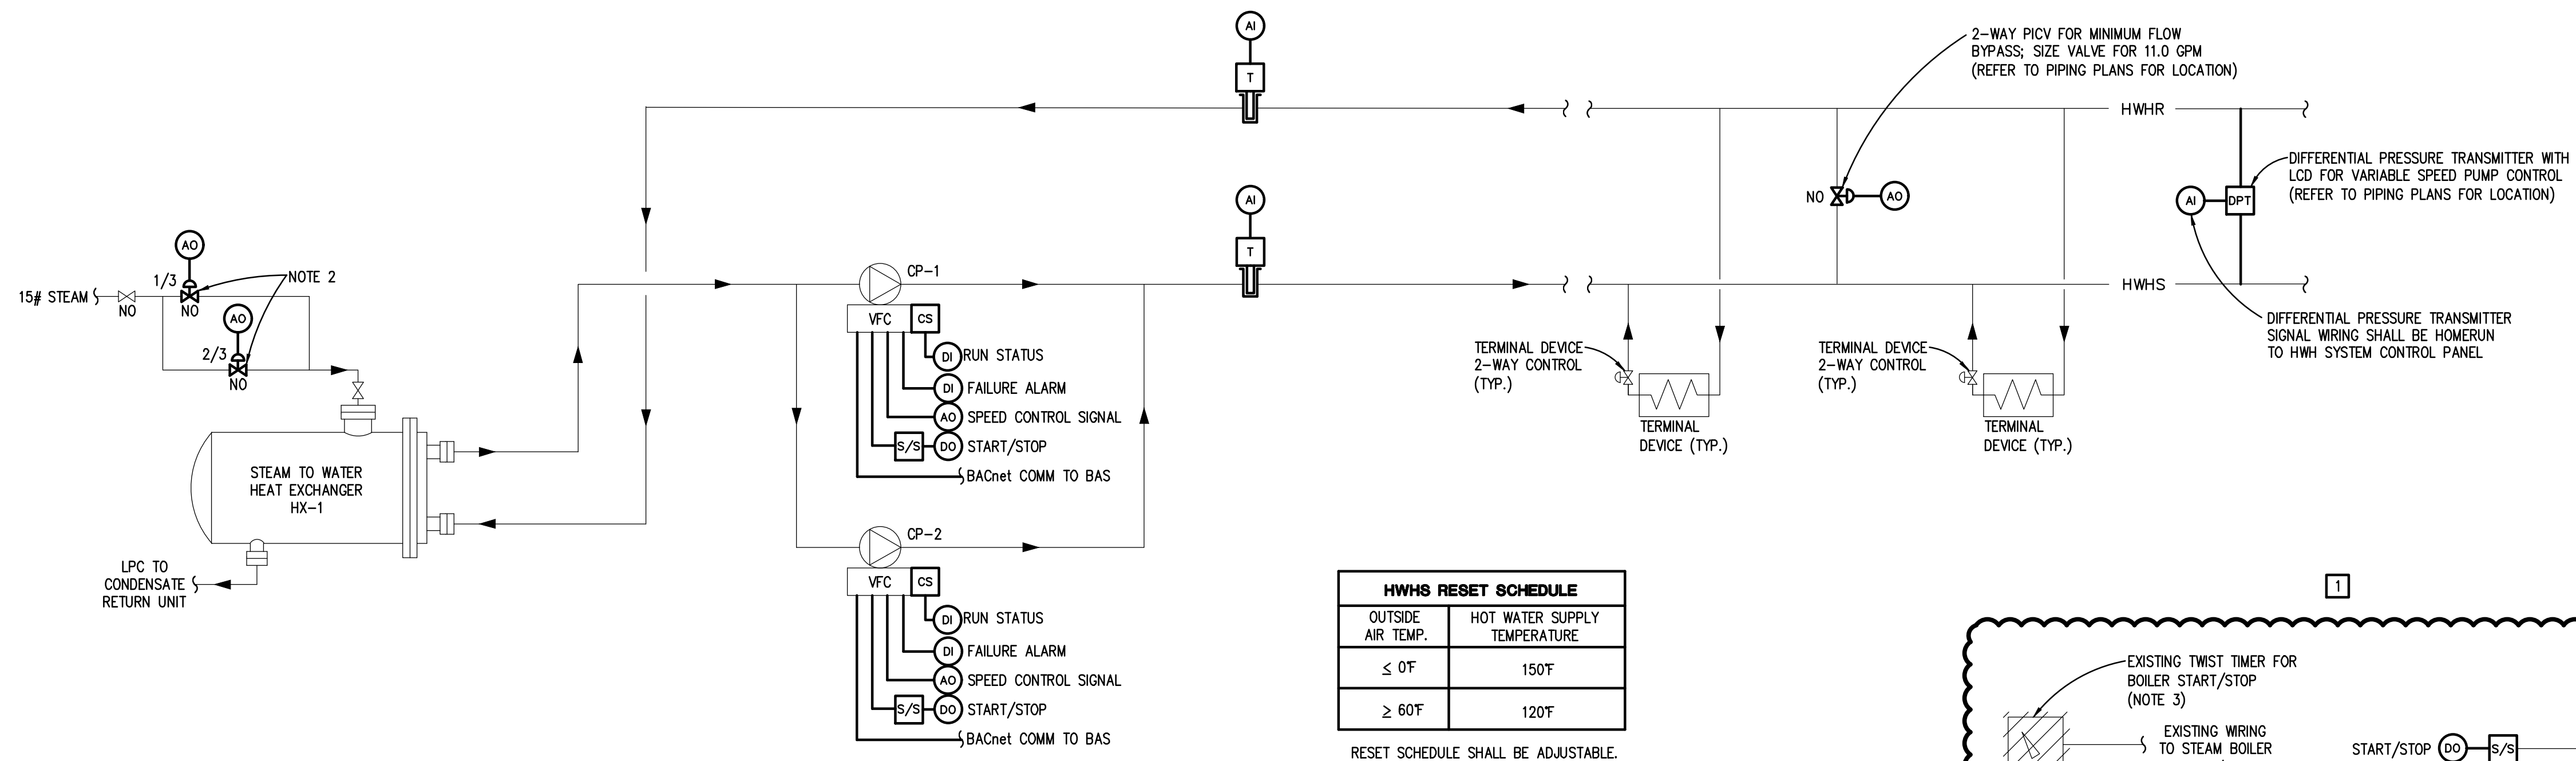 AI
T
2-WAY PICV FOR MINIMUM FLOW
BYPASS; SIZE VALVE FOR 11.0 GPM
(REFER TO PIPING PLANS FOR LOCATION)
HWHR
DIFFERENTIAL PRESSURE TRANSMITTER WITH
LCD FOR VARIABLE SPEED PUMP CONTROL
(REFER TO PIPING PLANS FOR LOCATION)
NO
AO
AI
DPT
AI
T
AO
1/3
NOTE 2
15# STEAM
NO
NO
AO
2/3
NO
CP-1
VFC
CS
DI
RUN STATUS
DI
FAILURE ALARM
AO
SPEED CONTROL SIGNAL
S/S
DO
START/STOP
BACnet COMM TO BAS
HWHS
DIFFERENTIAL PRESSURE TRANSMITTER
SIGNAL WIRING SHALL BE HOMERUN
TO HWH SYSTEM CONTROL PANEL
TERMINAL DEVICE
2-WAY CONTROL
(TYP.)
TERMINAL
DEVICE (TYP.)
TERMINAL DEVICE
2-WAY CONTROL
(TYP.)
TERMINAL
DEVICE (TYP.)
STEAM TO WATER
HEAT EXCHANGER
HX-1
LPC TO
CONDENSATE
RETURN UNIT
CP-2
VFC
CS
DI
RUN STATUS
DI
FAILURE ALARM
AO
SPEED CONTROL SIGNAL
S/S
DO
START/STOP
BACnet COMM TO BAS
HWHS RESET SCHEDULE
OUTSIDE
AIR TEMP.
HOT WATER SUPPLY
TEMPERATURE
≤ 0°F
150°F
≥ 60°F
120°F
RESET SCHEDULE SHALL BE ADJUSTABLE.
1
EXISTING TWIST TIMER FOR
BOILER START/STOP
(NOTE 3)
EXISTING WIRING
TO STEAM BOILER
START/STOP
DO
S/S